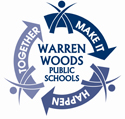 TOGETHER
MAKE IT
HAPPEN
WARREN
WOODS
PUBLIC
SCHOOLS